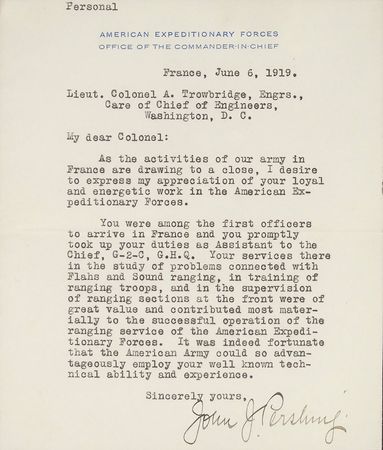 Personal
AMERICAN EXPEDITIONARY FORCES
OFFICE OF THE COMMANDER-IN-CHIEF
France, June 6, 1919.
Lieut. Colonel A. Trowbridge, Engrs.,
Care of Chief of Engineers,
Washington, D. C.
My dear Colonel:
As the activities of our army in
France are drawing to a close, I desire
to express my appreciation of your loyal
and energetic work in the American Ex-
peditionary Forces.
You were among the first officers
to arrive in France and you promptly
took up your duties as Assistant to the
Chief, G-2-C, G.H.Q. Your services there
in the study of problems connected with
Flahs and Sound ranging, in training of
ranging troops, and in the supervision
of ranging sections at the front were of
great value and contributed most mater-
ially to the successful operation of the
ranging service of the American Expedi-
tionary Forces. It was indeed fortunate
that the American Army could so advan-
tageously employ your well known tech-
nical ability and experience.
Sincerely yours,
John J. Pershing.